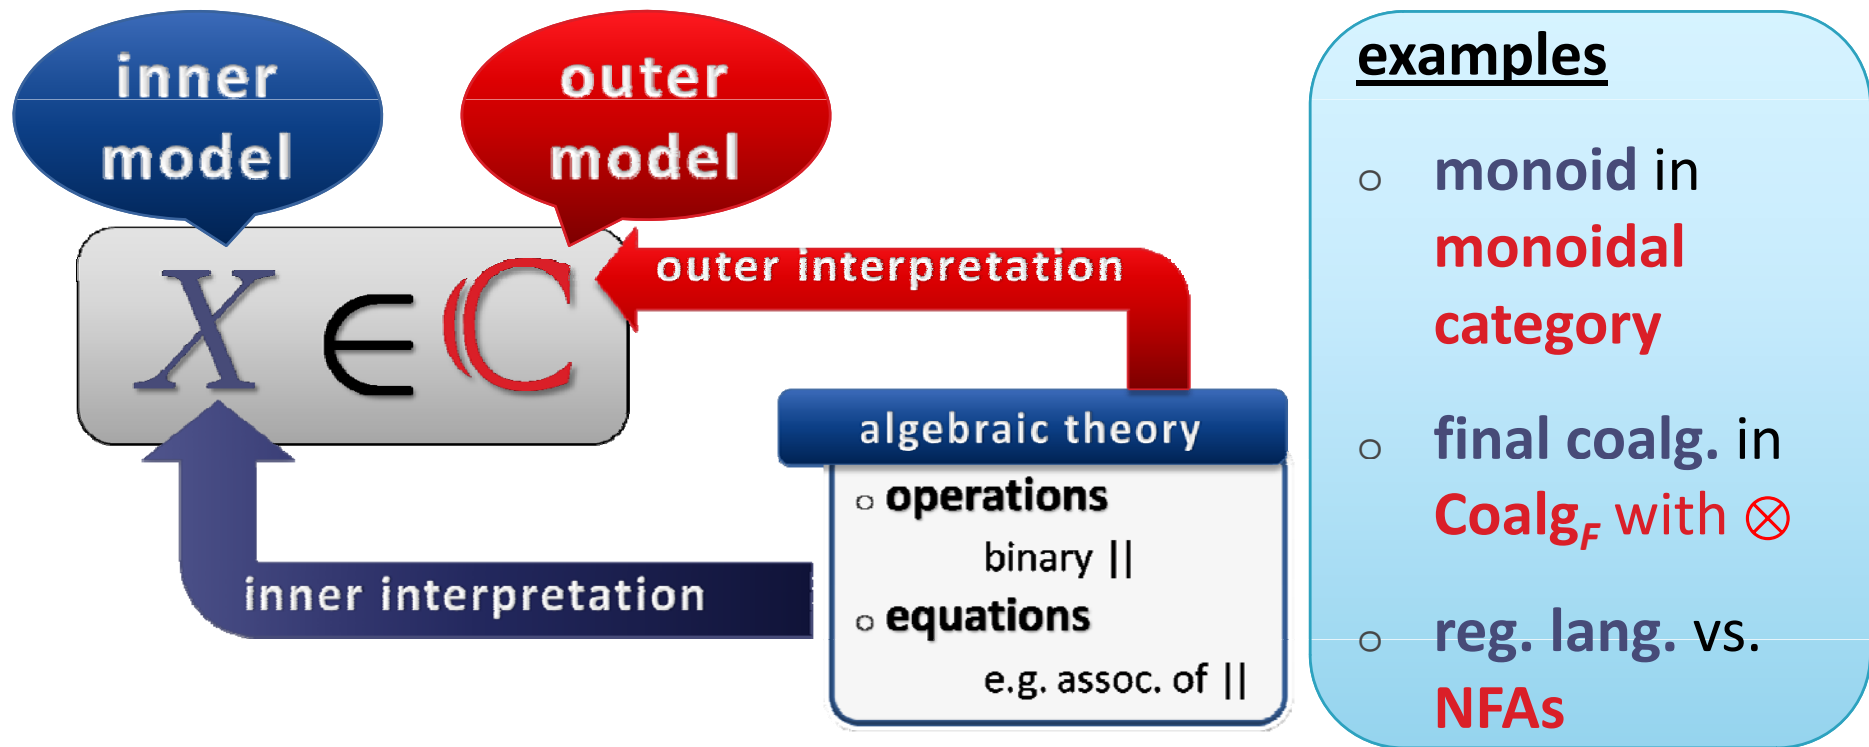 inner
model
outer
model
X ∈ ℂ
outer interpretation
inner interpretation
algebraic theory
○ operations
binary ||
○ equations
e.g. assoc. of ||
examples
○ monoid in
monoidal
category
○ final coalg. in
Coalg_F with ⊗
○ reg. lang. vs.
NFAs